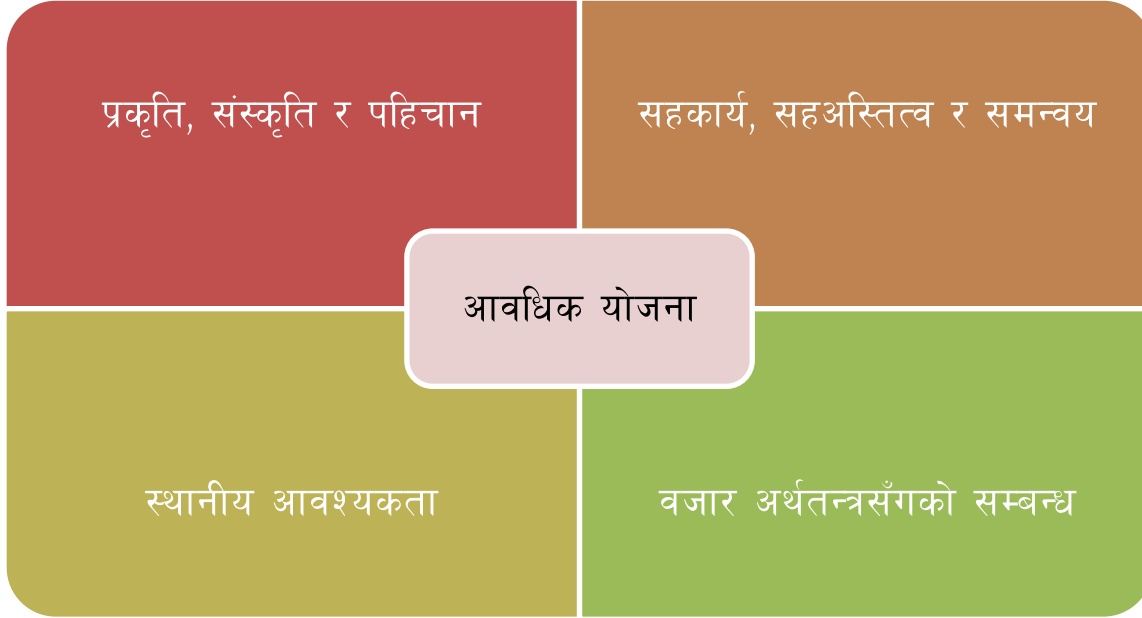 प्रकृति, संस्कृति र पहिचान
सहकार्य, सहअस्तित्व र समन्वय
आवधिक योजना
स्थानीय आवश्यकता
वजार अर्थतन्त्रसँगको सम्बन्ध